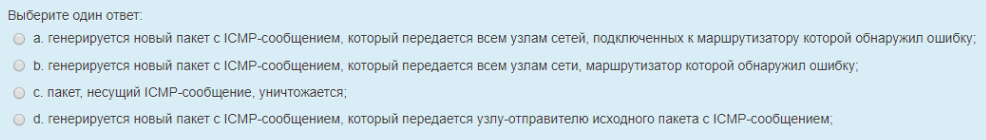 Выберите один ответ:
a. генерируется новый пакет с ICMP-сообщением, который передается всем узлам сетей, подключенных к маршрутизатору которой обнаружил ошибку;
b. генерируется новый пакет с ICMP-сообщением, который передается всем узлам сети, маршрутизатор которой обнаружил ошибку;
c. пакет, несущий ICMP-сообщение, уничтожается;
d. генерируется новый пакет с ICMP-сообщением, который передается узлу-отправителю исходного пакета с ICMP-сообщением;